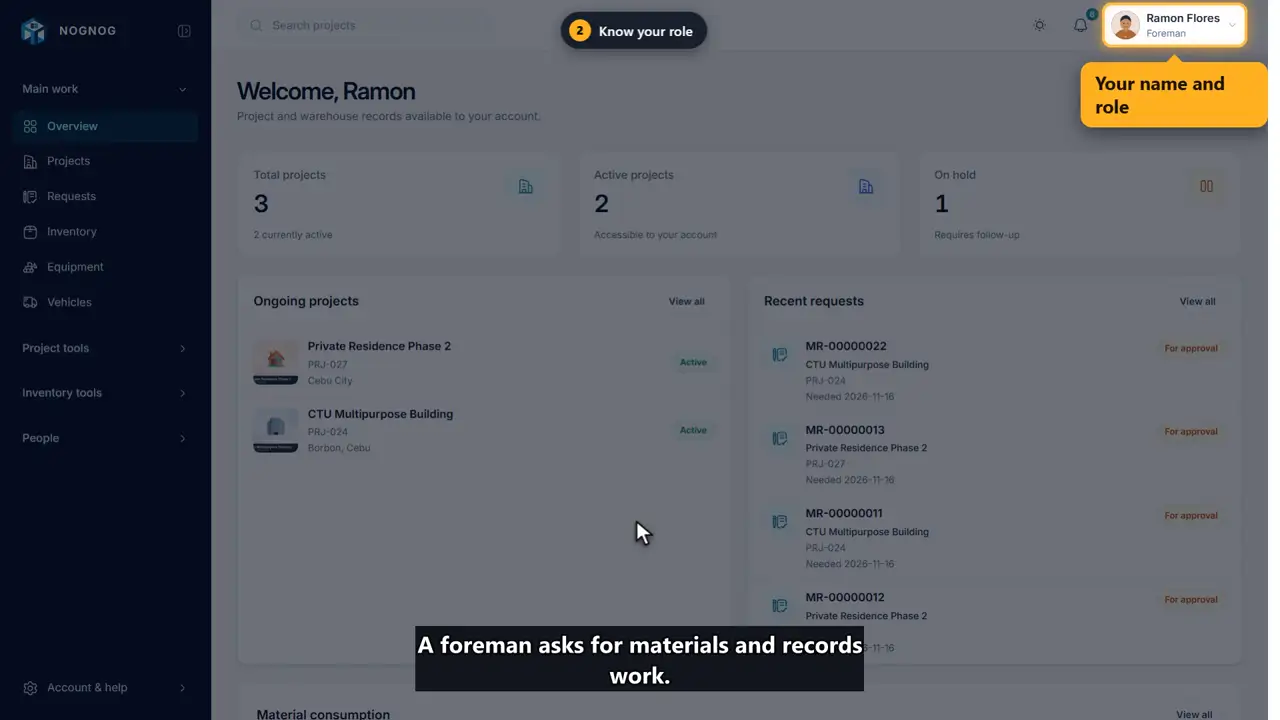 NOGNOG
Search projects
2 Know your role
6
Ramon Flores
Foreman
Your name and
role
Main work
Overview
Projects
Requests
Inventory
Equipment
Vehicles
Project tools
Inventory tools
People
Account & help
Welcome, Ramon
Project and warehouse records available to your account.
Total projects
3
2 currently active
Active projects
2
Accessible to your account
On hold
1
Requires follow-up
Ongoing projects
View all
Private Residence Phase 2
PRJ-027
Cebu City
Active
CTU Multipurpose Building
PRJ-024
Borbon, Cebu
Active
Recent requests
View all
MR-00000022
CTU Multipurpose Building
PRJ-024
Needed 2026-11-16
For approval
MR-00000013
Private Residence Phase 2
PRJ-027
Needed 2026-11-16
For approval
MR-00000011
CTU Multipurpose Building
PRJ-024
Needed 2026-11-16
For approval
MR-00000012
Private Residence Phase 2
For approval
A foreman asks for materials and records
work.
Material consumption
View all